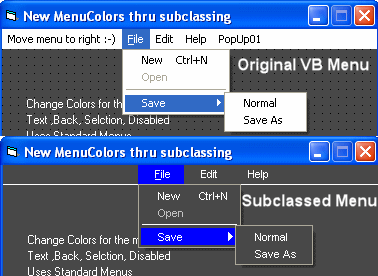 New MenuColors thru subclassing
Move menu to right :-) File Edit Help PopUp01
New Ctrl+N
Original VB Menu
Open
Save
Normal
Change Colors for the
Save As
Text ,Back, Selction, Disabled
Uses Standard Menus
New MenuColors thru subclassing
File Edit Help
New Ctrl+N
Subclassed Menu
Open
Save
Normal
Change Colors for the m
Save As
Text ,Back, Selction, Disabled
Uses Standard Menus